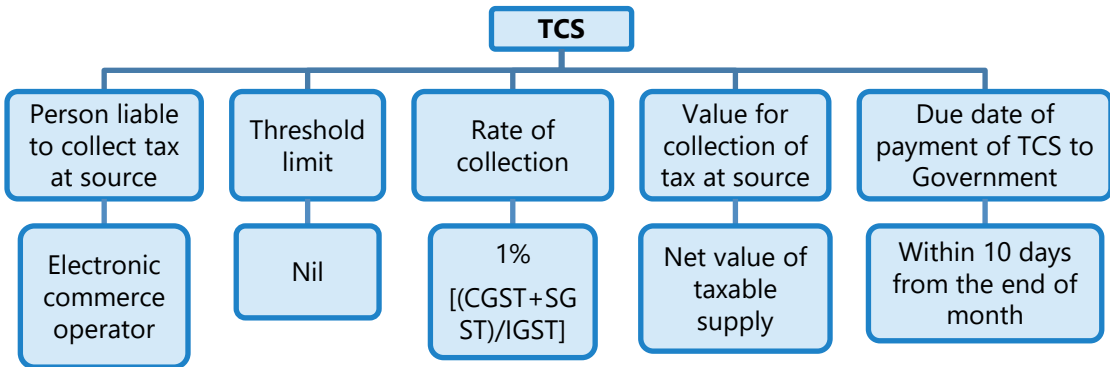 TCS
Person liable
to collect tax
at source
Threshold
limit
Rate of
collection
Value for
collection of
tax at source
Due date of
payment of TCS to
Government
Electronic
commerce
operator
Nil
1%
[(CGST+SG
ST)/IGST]
Net value of
taxable
supply
Within 10 days
from the end of
month